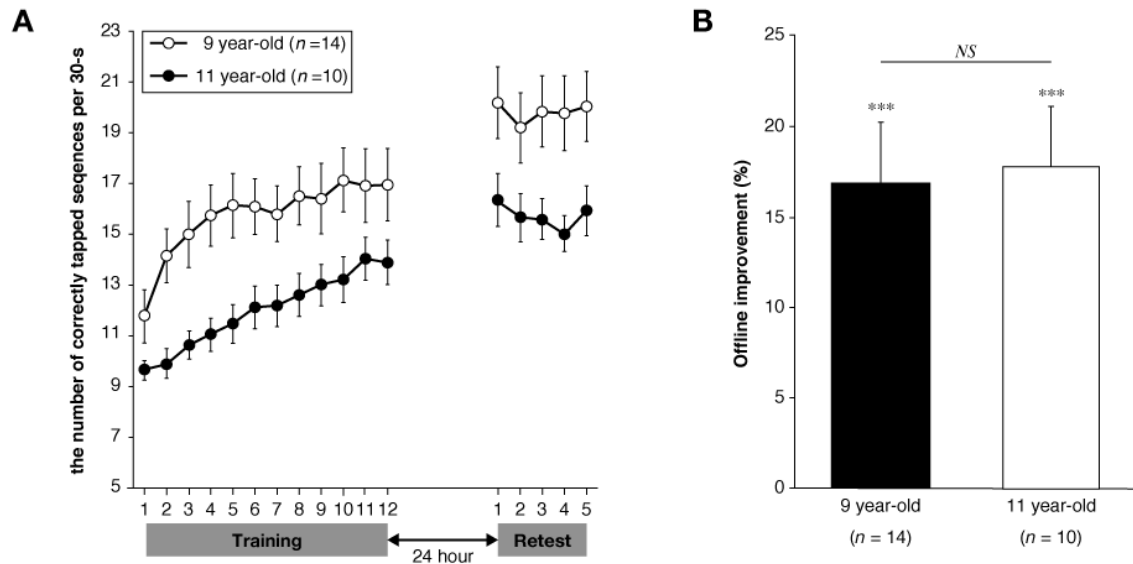 A
the number of correctly tapped seqences per 30-s
23
21
19
17
15
13
11
9
7
5
9 year-old (n =14)
11 year-old (n =10)
1 2 3 4 5 6 7 8 9 10 11 12
1 2 3 4 5
Training
24 hour
Retest
B
Offline improvement (%)
25
20
15
10
5
0
NS
*** ***
9 year-old 11 year-old
(n = 14) (n = 10)